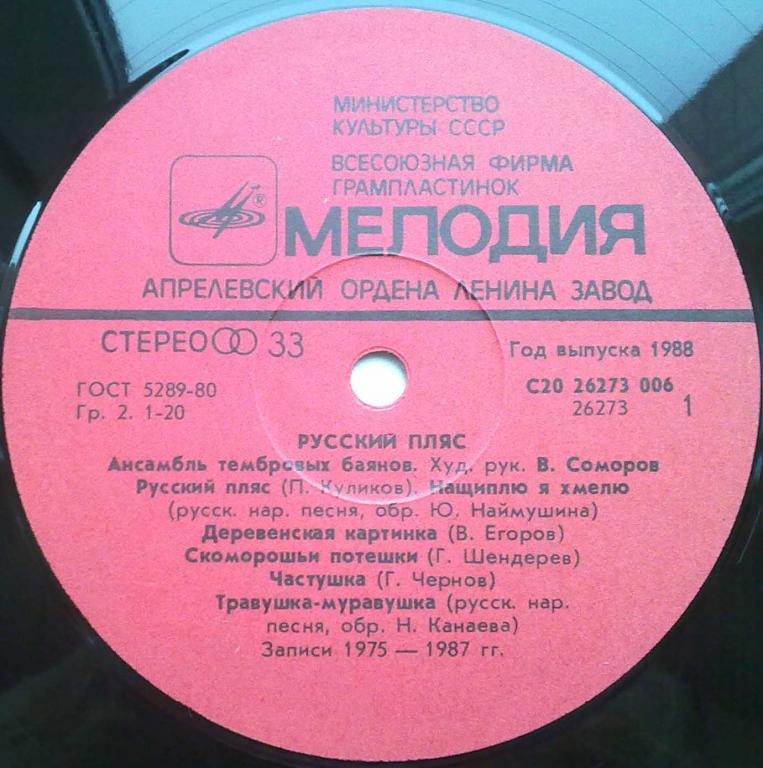 МИНИСТЕРСТВО
КУЛЬТУРЫ СССР
ВСЕСОЮЗНАЯ ФИРМА
ГРАМПЛАСТИНОК
®
МЕЛОДИЯ
АПРЕЛЕВСКИЙ ОРДЕНА ЛЕНИНА ЗАВОД
СТЕРЕО 33
Год выпуска 1988
ГОСТ 5289-80
Гр. 2. 1-20
С20 26273 006
26273 1
РУССКИЙ ПЛЯС
Ансамбль тембровых баянов. Худ. рук. В. Соморов
Русский пляс (П. Куликов). Нащиплю я хмелю
(русск. нар. песня, обр. Ю. Наймушина)
Деревенская картинка (В. Егоров)
Скоморошьи потешки (Г. Шендерев)
Частушка (Г. Чернов)
Травушка-муравушка (русск. нар.
песня, обр. Н. Канаева)
Записи 1975 — 1987 гг.